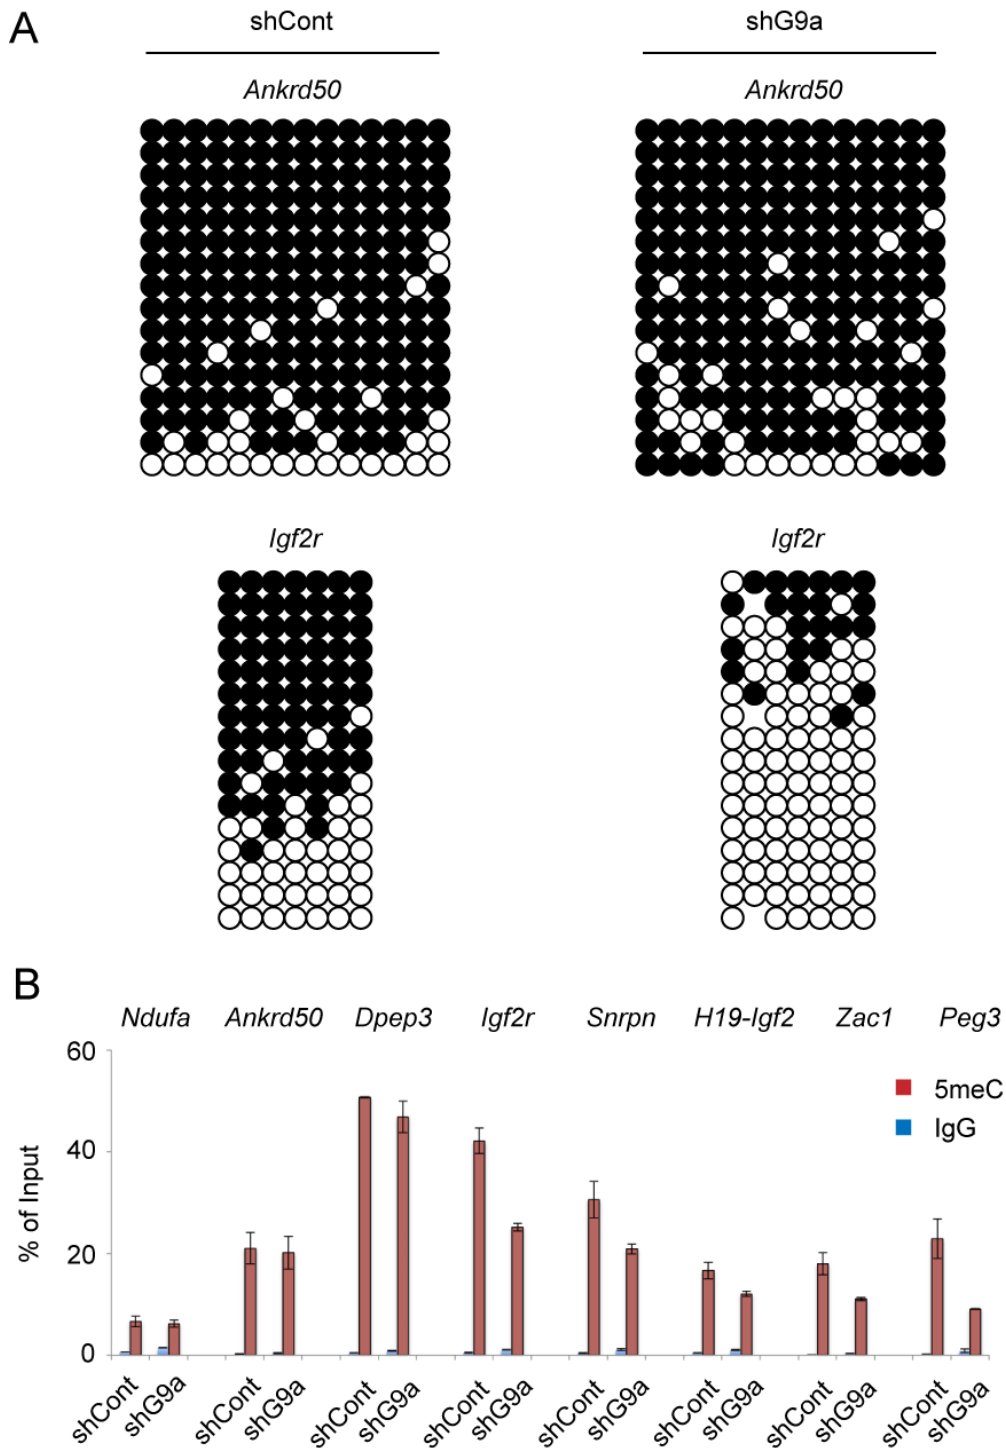 A
shCont
shG9a
Ankrd50
Ankrd50
Igf2r
Igf2r
B
Ndufa Ankrd50 Dpep3 Igf2r Snrpn H19-Igf2 Zac1 Peg3
60
40
20
0
% of Input
5meC
IgG
shCont shG9a shCont shG9a shCont shG9a shCont shG9a shCont shG9a shCont shG9a shCont shG9a shCont shG9a